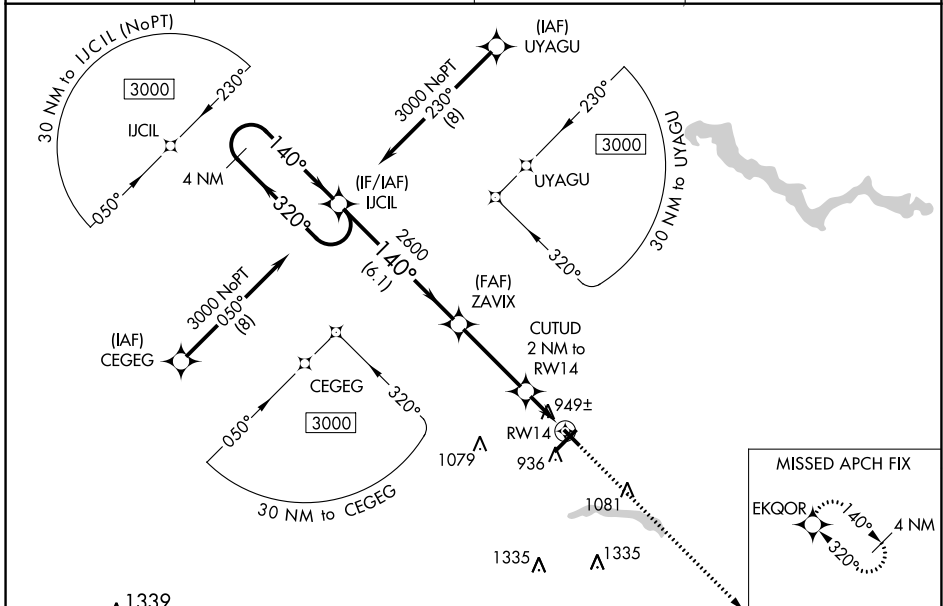 30 NM to IJCIL (NoPT)
3000
230°
IJCIL
050°
(IAF)
UYAGU
3000 NoPT
230°
(8)
230°
3000
UYAGU
320°
30 NM to UYAGU
4 NM
140°
320°
(IF/IAF)
IJCIL
2600
140°
(6.1)
3000 NoPT
050°
(8)
(IAF)
CEGEG
(FAF)
ZAVIX
CUTUD
2 NM to
RW14
949±
RW14
1079
936
CEGEG
050°
320°
3000
30 NM to CEGEG
1081
1335
1335
1339
MISSED APCH FIX
EKQOR
140°
4 NM
320°